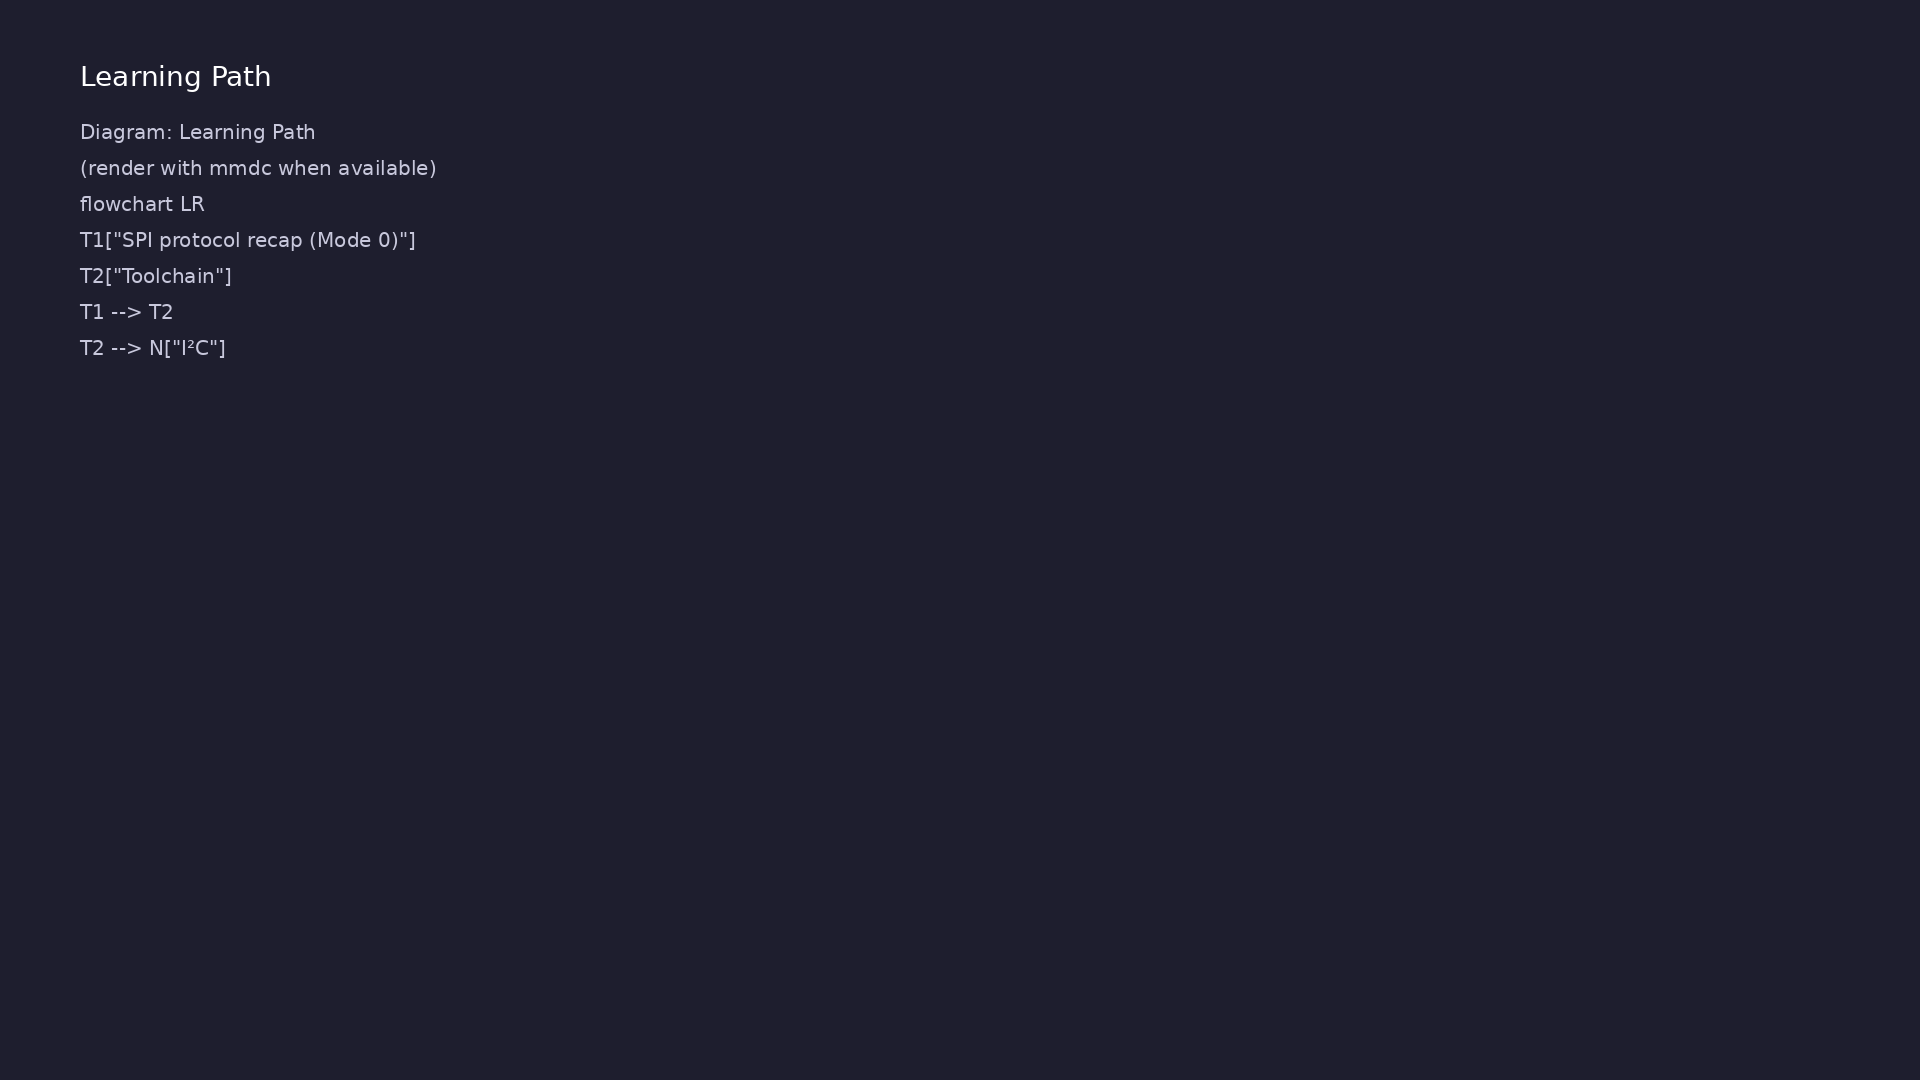 Learning Path
Diagram: Learning Path
(render with mmdc when available)
flowchart LR
T1["SPI protocol recap (Mode 0)"]
T2["Toolchain"]
T1 --> T2
T2 --> N["I²C"]